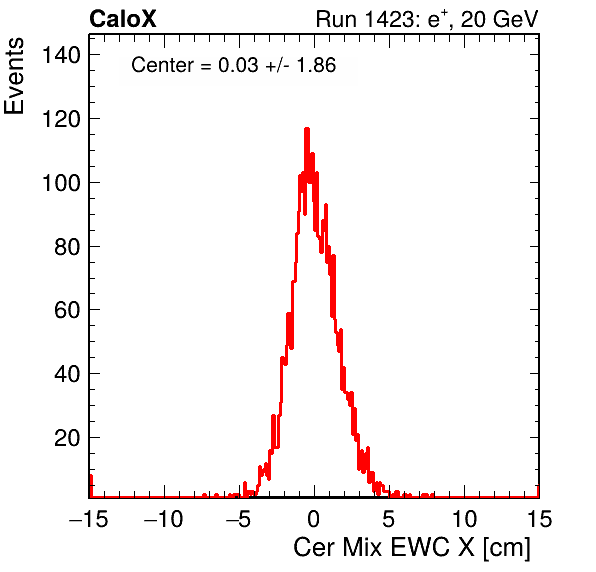 CaloX
Run 1423: e+, 20 GeV
Events
Center = 0.03 +/- 1.86
140
120
100
80
60
40
20
−15 −10 −5 0 5 10 15
Cer Mix EWC X [cm]